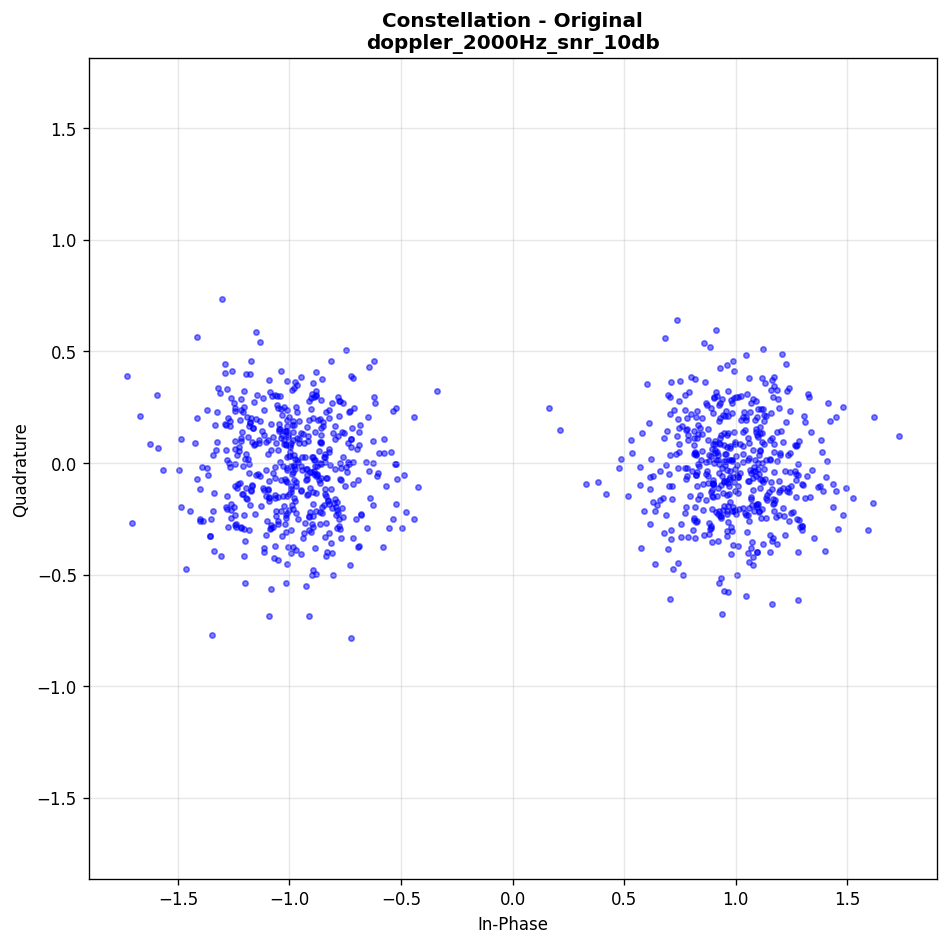 Constellation - Original
doppler_2000Hz_snr_10db
Quadrature
1.5
1.0
0.5
0.0
−0.5
−1.0
−1.5
−1.5 −1.0 −0.5 0.0 0.5 1.0 1.5
In-Phase